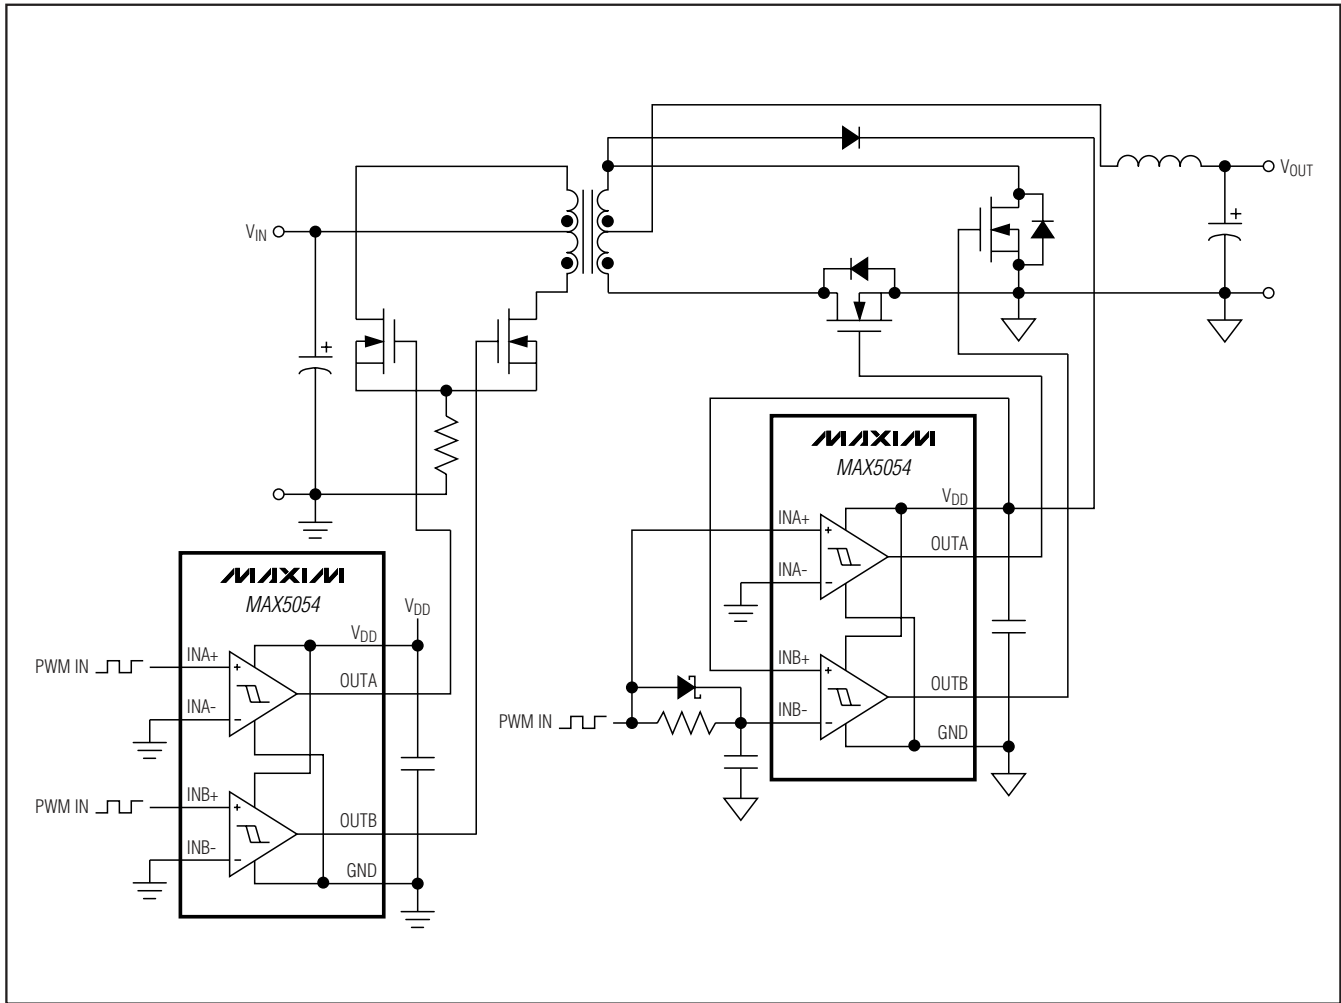 VOUT
VIN
MAXIM
MAX5054
VDD
INA+
+
OUTA
INA-
-
INB+
+
OUTB
PWM IN
INB-
-
GND
MAXIM
MAX5054
VDD
VDD
PWM IN
INA+
+
OUTA
INA-
-
PWM IN
INB+
+
OUTB
INB-
-
GND
+
+